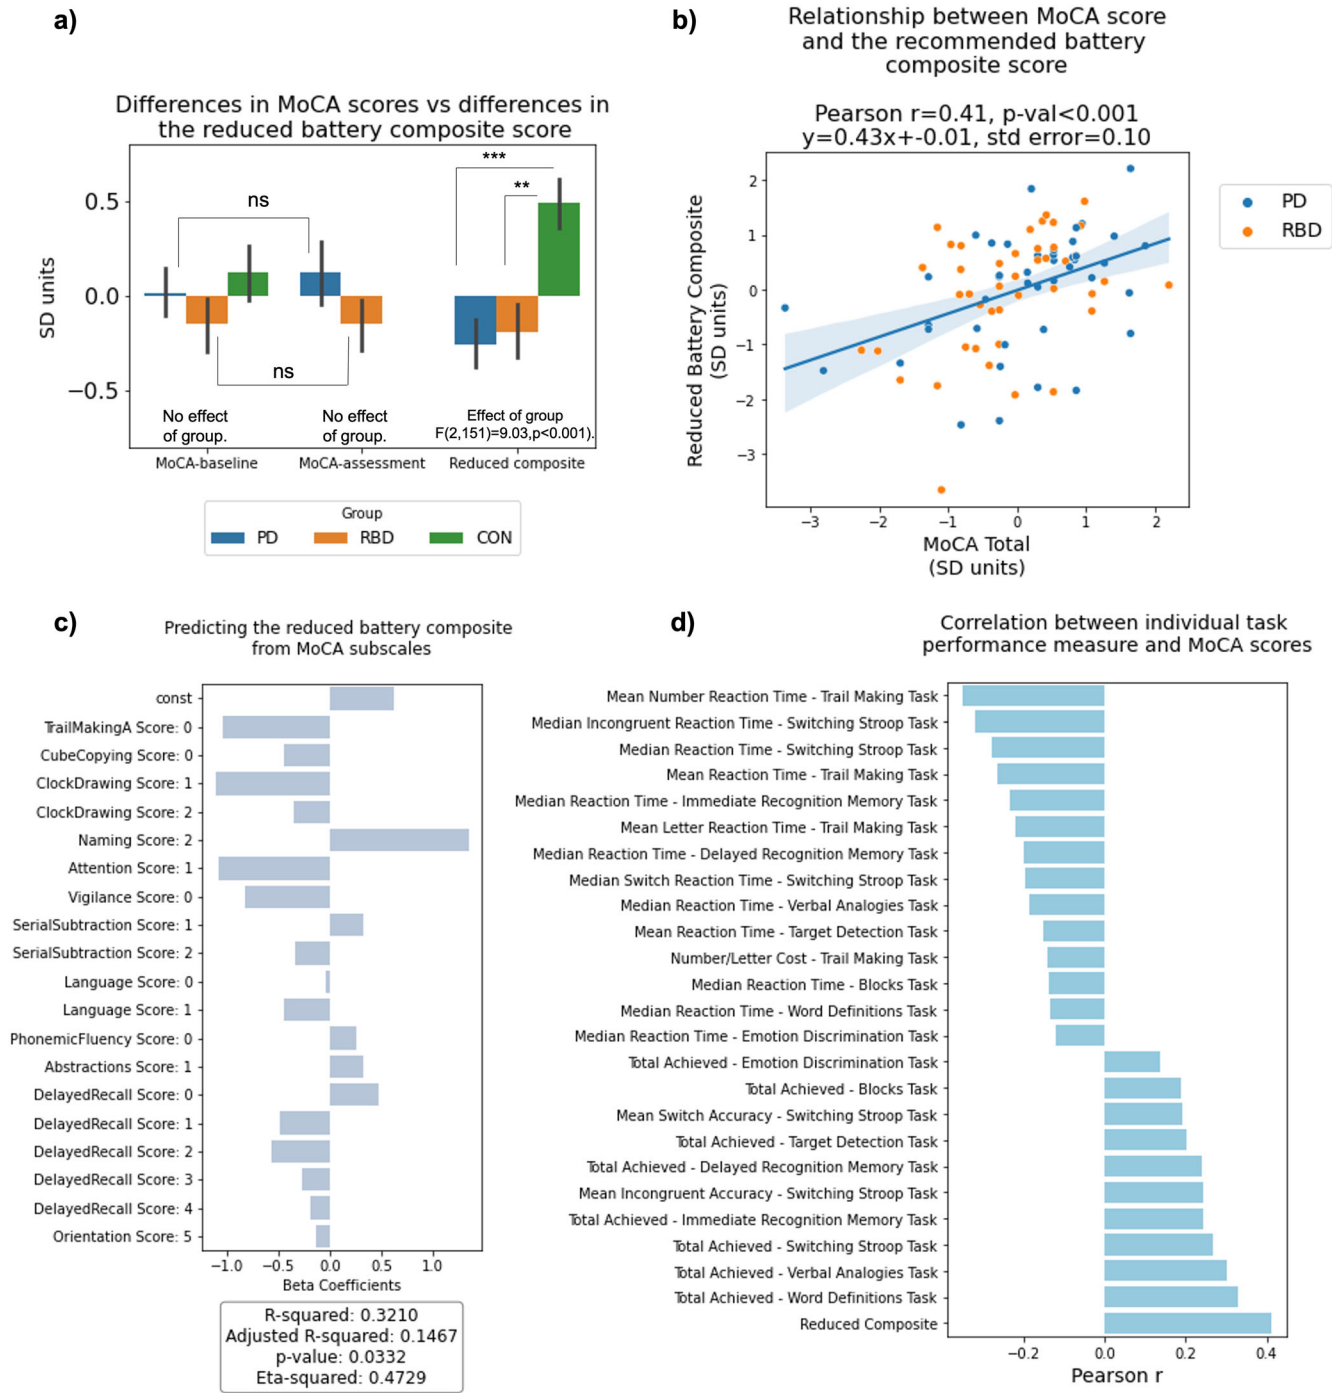 a)
Differences in MoCA scores vs differences in
the reduced battery composite score
SD units
0.5
0.0
−0.5
ns
ns
***
**
No effect
of group.
No effect
of group.
Effect of group
F(2,151)=9.03,p<0.001).
MoCA-baseline
MoCA-assessment
Reduced composite
Group
PD
RBD
CON
b)
Relationship between MoCA score
and the recommended battery
composite score
Pearson r=0.41, p-val<0.001
y=0.43x+-0.01, std error=0.10
Reduced Battery Composite
(SD units)
2
1
0
−1
−2
−3
−3
−2
−1
0
1
2
MoCA Total
(SD units)
PD
RBD
c)
Predicting the reduced battery composite
from MoCA subscales
const
TrailMakingA Score: 0
CubeCopying Score: 0
ClockDrawing Score: 1
ClockDrawing Score: 2
Naming Score: 2
Attention Score: 1
Vigilance Score: 0
SerialSubtraction Score: 1
SerialSubtraction Score: 2
Language Score: 0
Language Score: 1
PhonemicFluency Score: 0
Abstractions Score: 1
DelayedRecall Score: 0
DelayedRecall Score: 1
DelayedRecall Score: 2
DelayedRecall Score: 3
DelayedRecall Score: 4
Orientation Score: 5
−1.0
−0.5
0.0
0.5
1.0
Beta Coefficients
R-squared: 0.3210
Adjusted R-squared: 0.1467
p-value: 0.0332
Eta-squared: 0.4729
d)
Correlation between individual task
performance measure and MoCA scores
Mean Number Reaction Time - Trail Making Task
Median Incongruent Reaction Time - Switching Stroop Task
Median Reaction Time - Switching Stroop Task
Mean Reaction Time - Trail Making Task
Median Reaction Time - Immediate Recognition Memory Task
Mean Letter Reaction Time - Trail Making Task
Median Reaction Time - Delayed Recognition Memory Task
Median Switch Reaction Time - Switching Stroop Task
Median Reaction Time - Verbal Analogies Task
Mean Reaction Time - Target Detection Task
Number/Letter Cost - Trail Making Task
Median Reaction Time - Blocks Task
Median Reaction Time - Word Definitions Task
Median Reaction Time - Emotion Discrimination Task
Total Achieved - Emotion Discrimination Task
Total Achieved - Blocks Task
Mean Switch Accuracy - Switching Stroop Task
Total Achieved - Target Detection Task
Total Achieved - Delayed Recognition Memory Task
Mean Incongruent Accuracy - Switching Stroop Task
Total Achieved - Immediate Recognition Memory Task
Total Achieved - Switching Stroop Task
Total Achieved - Verbal Analogies Task
Total Achieved - Word Definitions Task
Reduced Composite
−0.2
0.0
0.2
0.4
Pearson r